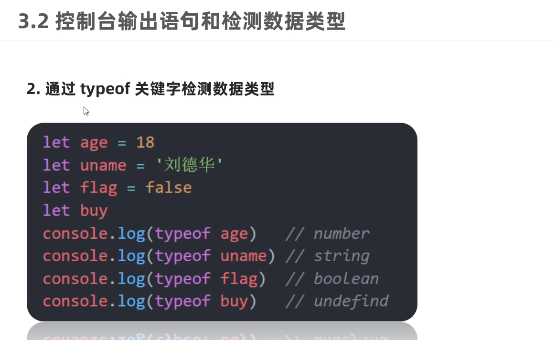 3.2 控制台输出语句和检测数据类型
2. 通过 typeof 关键字检测数据类型
let age = 18
let uname = '刘德华'
let flag = false
let buy
console.log(typeof age)   // number
console.log(typeof uname) // string
console.log(typeof flag)  // boolean
console.log(typeof buy)   // undefind